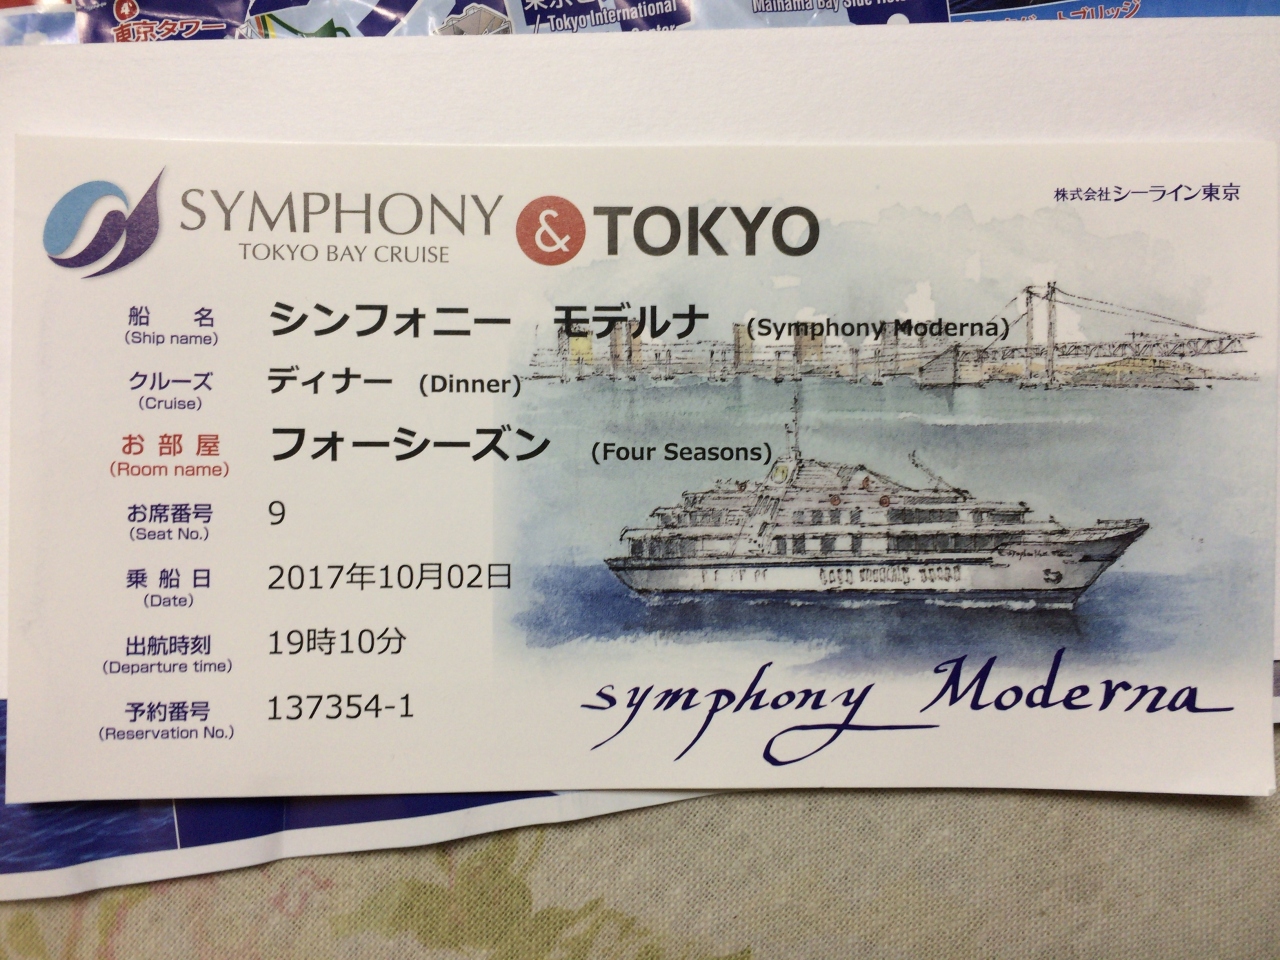 東京タワー
/ Tokyo International
Maihama Bay Side
SYMPHONY
TOKYO BAY CRUISE
& TOKYO
株式会社シーライン東京
船 名 シンフォニー モデルナ (Symphony Moderna)
(Ship name)
クルーズ ディナー (Dinner)
(Cruise)
お部屋 フォーシーズン (Four Seasons)
(Room name)
お席番号 9
(Seat No.)
乗船日 2017年10月02日
(Date)
出航時刻 19時10分
(Departure time)
予約番号 137354-1
(Reservation No.)
symphony Moderna